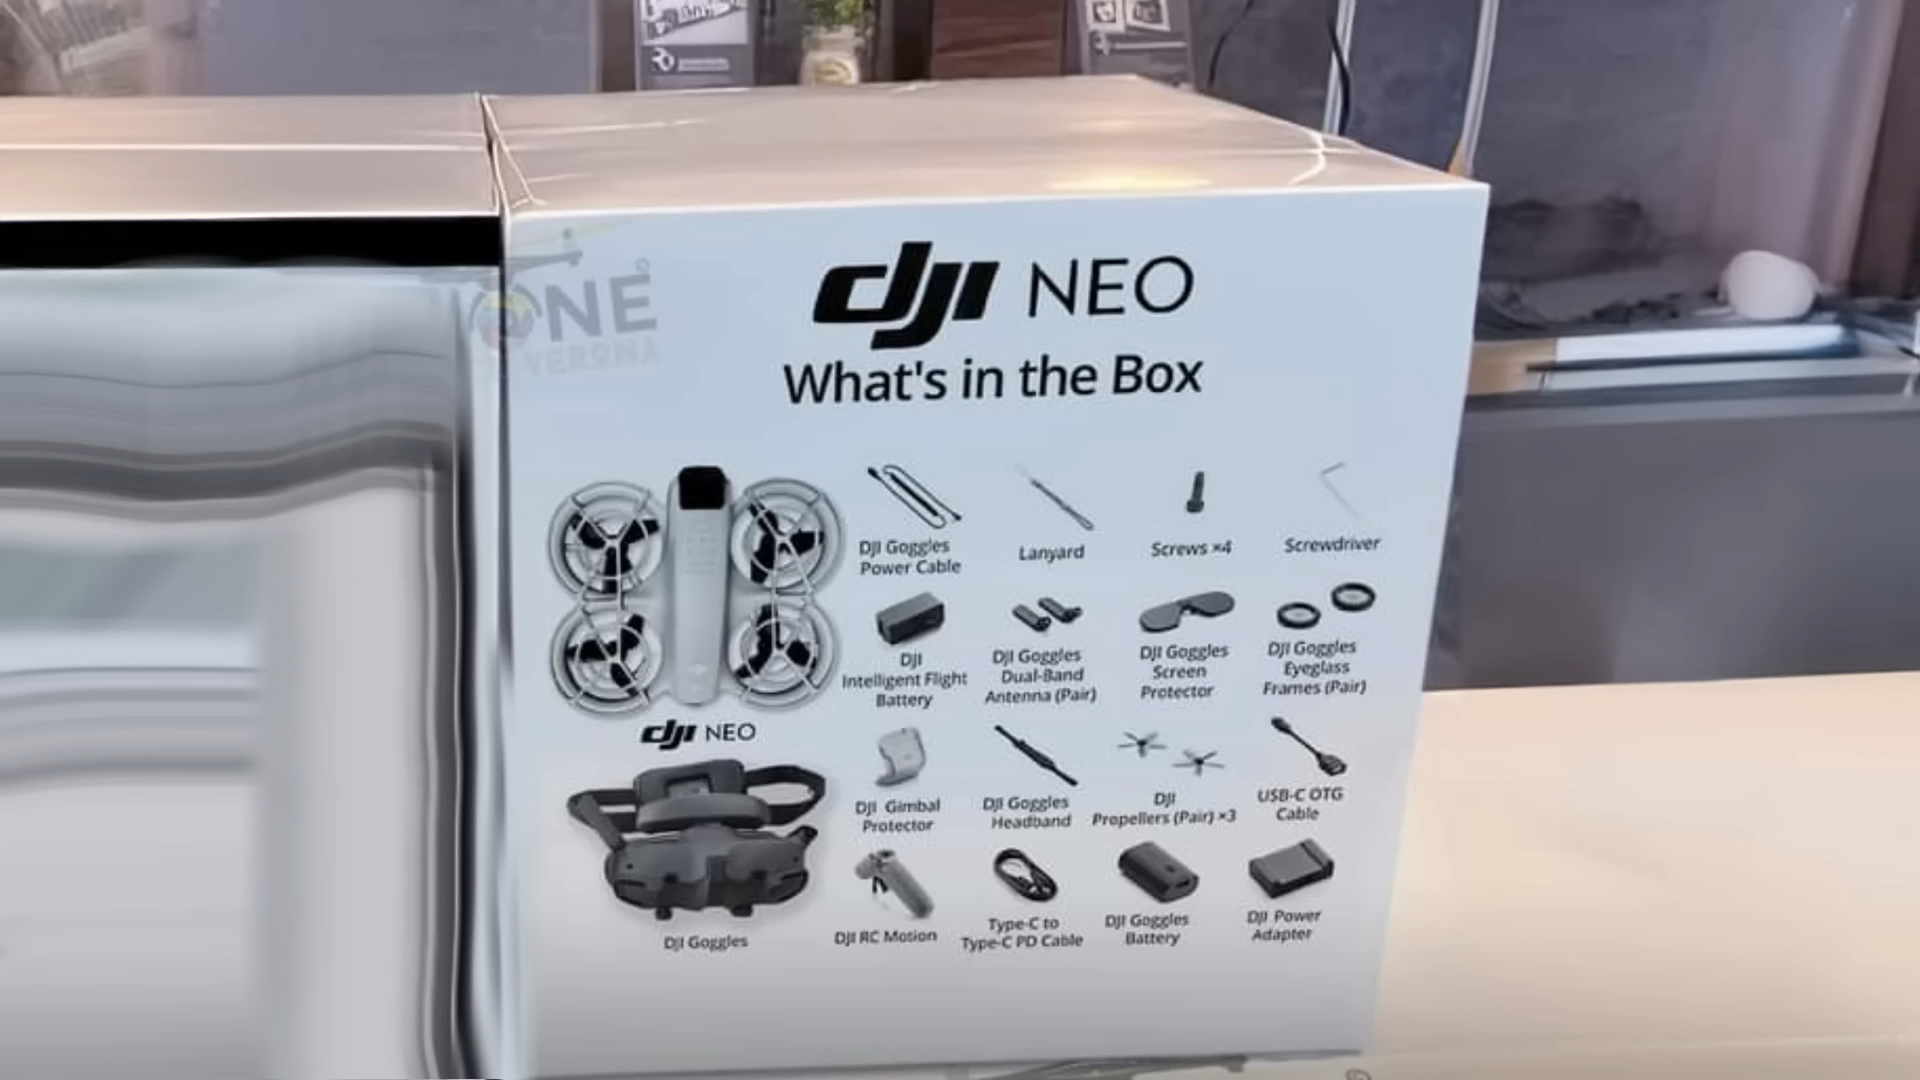 dji NEO
What's in the Box
DJI Goggles
Power Cable
Lanyard
Screws ×4
Screwdriver
DJI
Intelligent Flight
Battery
DJI Goggles
Dual-Band
Antenna (Pair)
DJI Goggles
Screen
Protector
DJI Goggles
Eyeglass
Frames (Pair)
dji NEO
DJI Gimbal
Protector
DJI Goggles
Headband
DJI
Propellers (Pair) ×3
USB-C OTG
Cable
DJI Goggles
DJI RC Motion
Type-C to
Type-C PD Cable
DJI Goggles
Battery
DJI Power
Adapter